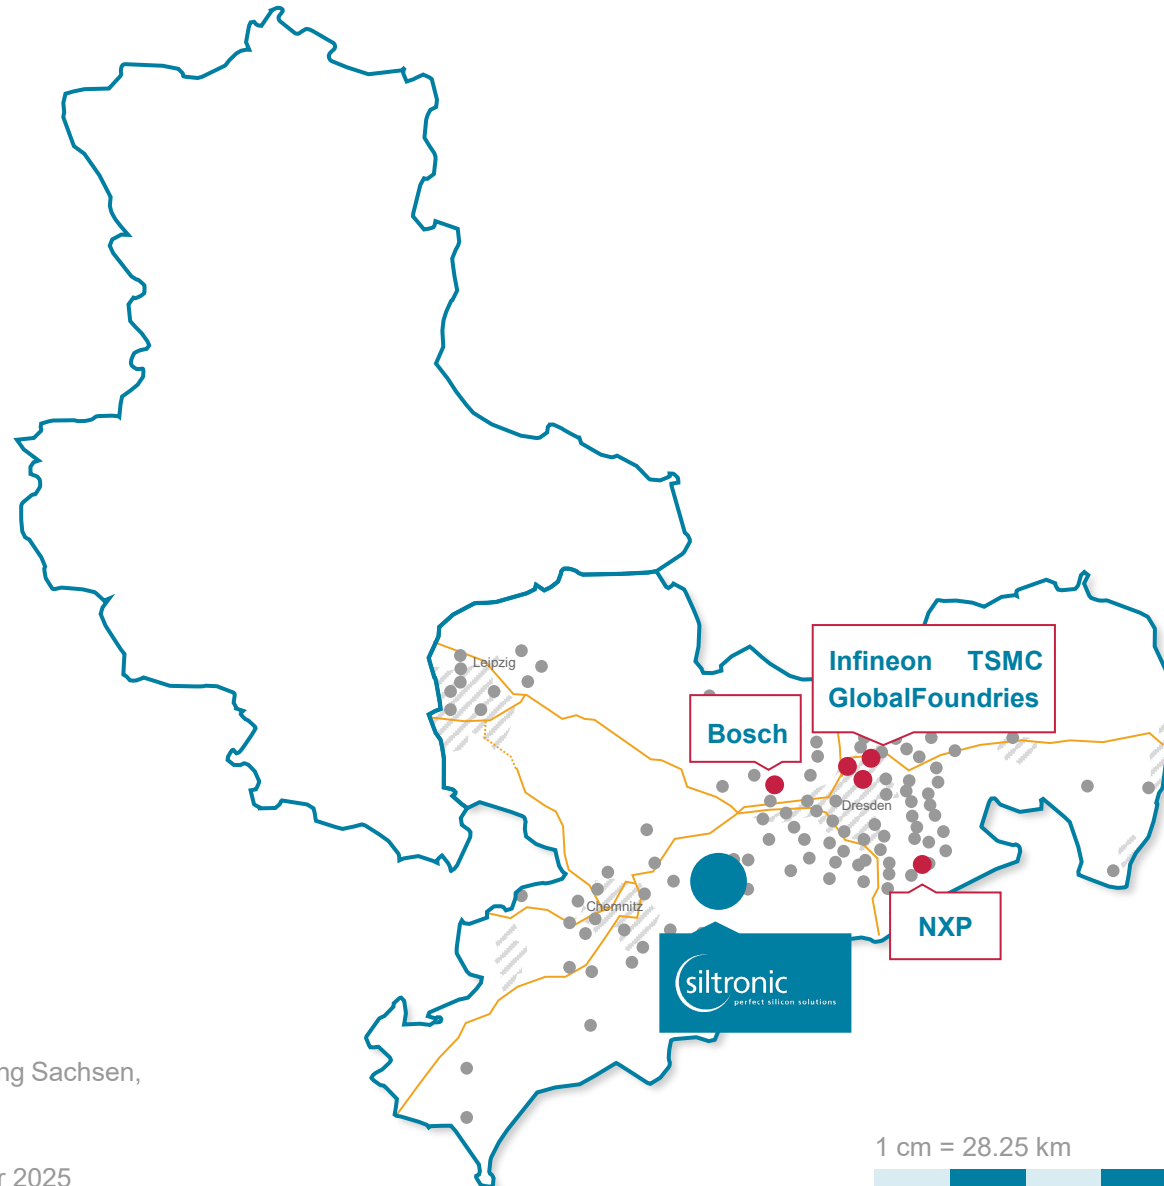 Leipzig
Infineon TSMC
GlobalFoundries
Bosch
Dresden
Chemnitz
NXP
siltronic
perfect silicon solutions
ng Sachsen,
r 2025
1 cm = 28.25 km